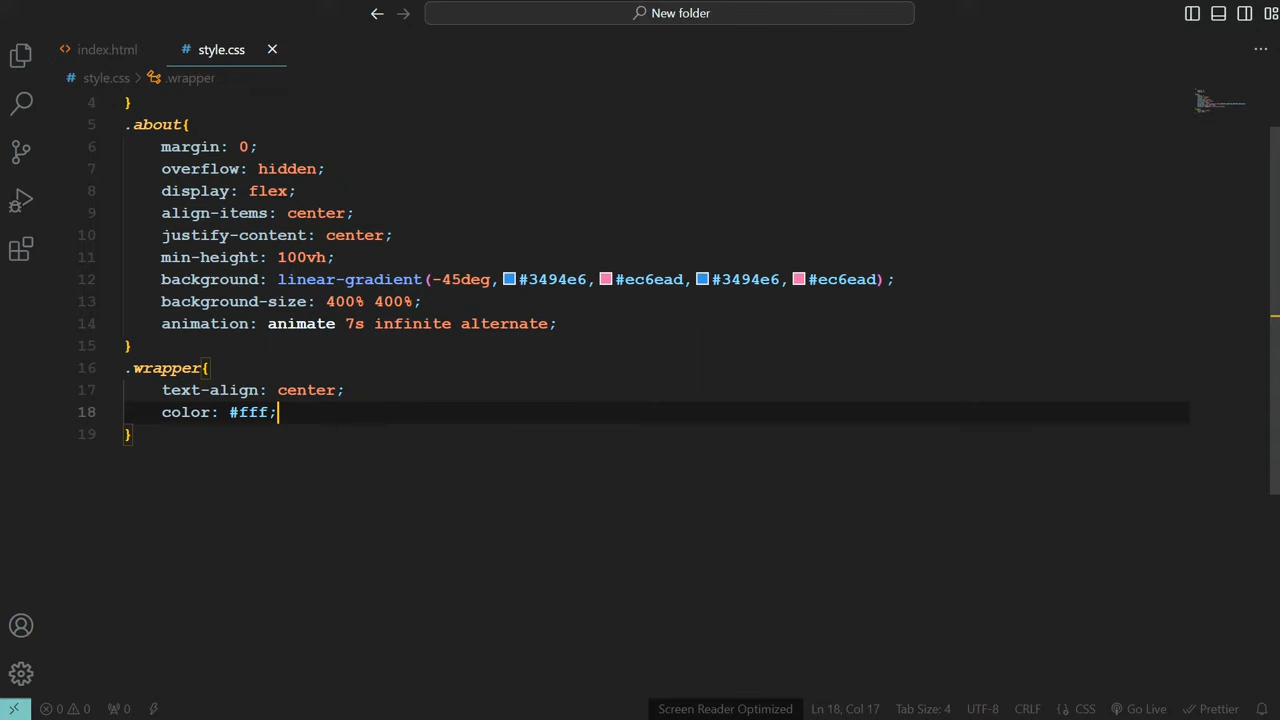 New folder
index.html
style.css
style.css > .wrapper
4 }
5 .about{
6 margin: 0;
7 overflow: hidden;
8 display: flex;
9 align-items: center;
10 justify-content: center;
11 min-height: 100vh;
12 background: linear-gradient(-45deg,#3494e6,#ec6ead,#3494e6,#ec6ead);
13 background-size: 400% 400%;
14 animation: animate 7s infinite alternate;
15 }
16 .wrapper{
17 text-align: center;
18 color: #fff;
19 }
0 0 0 Screen Reader Optimized Ln 18, Col 17 Tab Size: 4 UTF-8 CRLF CSS Go Live Prettier